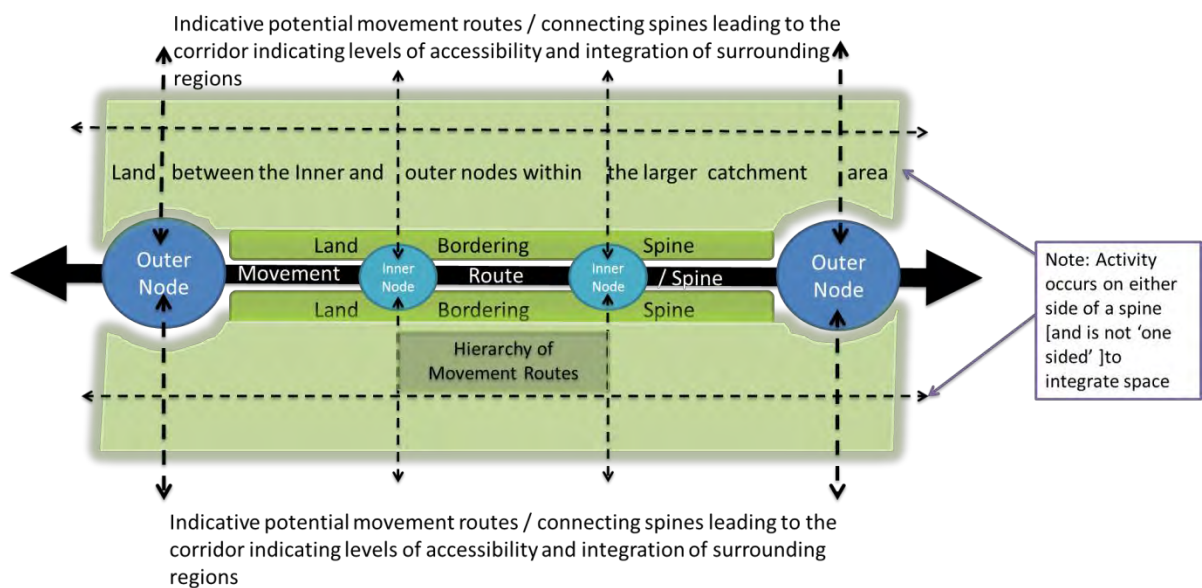 Indicative potential movement routes / connecting spines leading to the
corridor indicating levels of accessibility and integration of surrounding
regions
Land between the Inner and outer nodes within the larger catchment area
Land Bordering Spine
Outer
Node
Movement
Inner
Node
Route
Inner
Node
/ Spine
Outer
Node
Land Bordering Spine
Hierarchy of
Movement Routes
Note: Activity
occurs on either
side of a spine
[and is not ‘one
sided’ ]to
integrate space
Indicative potential movement routes / connecting spines leading to the
corridor indicating levels of accessibility and integration of surrounding
regions